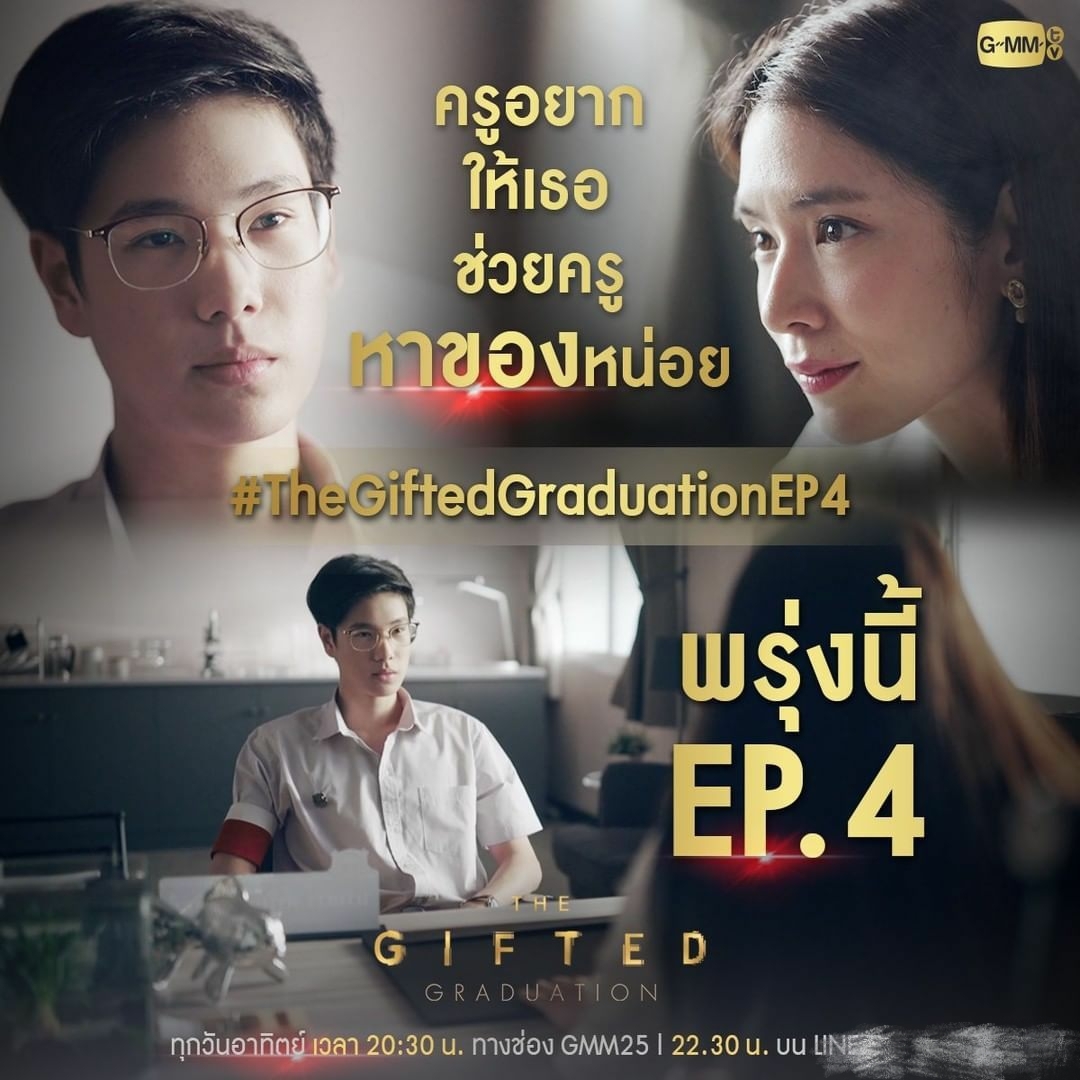 GMM
tv
ครูอยาก
ให้เธอ
ช่วยครู
หาของหน่อย
#TheGiftedGraduationEP4
พรุ่งนี้
EP. 4
THE
GIFTED
GRADUATION
ทุกวันอาทิตย์ เวลา 20:30 น. ทางช่อง GMM25 | 22.30 น. บน LINE